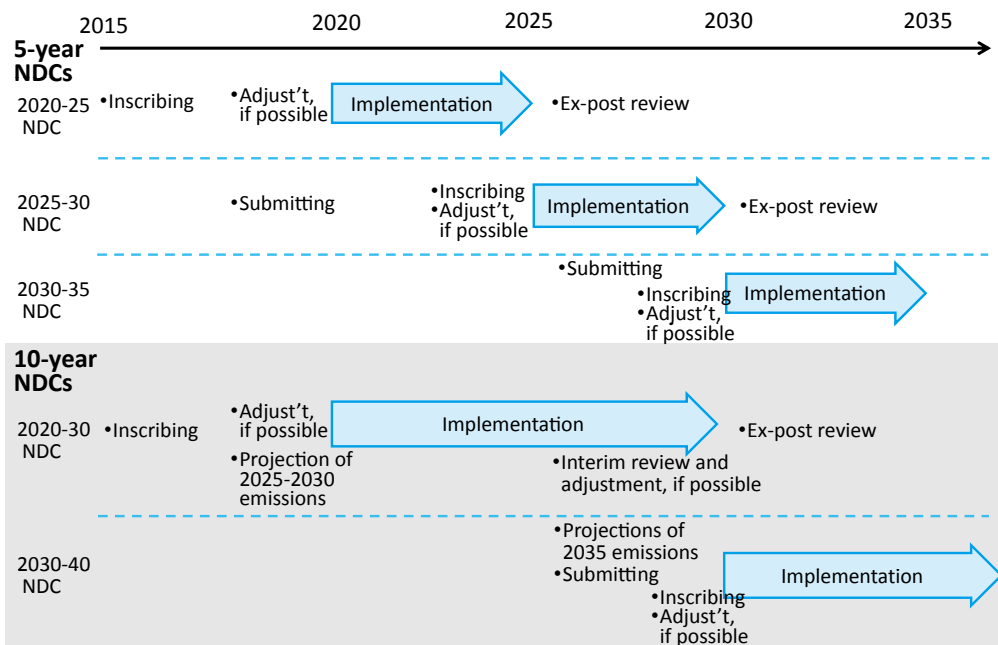 2015 2020 2025 2030 2035
5-year
NDCs
2020-25
NDC
•Inscribing
•Adjust't,
if possible
Implementation
•Ex-post review
2025-30
NDC
•Submitting
•Inscribing
•Adjust't,
if possible
Implementation
•Ex-post review
2030-35
NDC
•Submitting
•Inscribing
•Adjust't,
if possible
Implementation
10-year
NDCs
2020-30
NDC
•Inscribing
•Adjust't,
if possible
•Projection of
2025-2030
emissions
Implementation
•Interim review and
adjustment, if possible
•Ex-post review
2030-40
NDC
•Projections of
2035 emissions
•Submitting
•Inscribing
•Adjust't,
if possible
Implementation